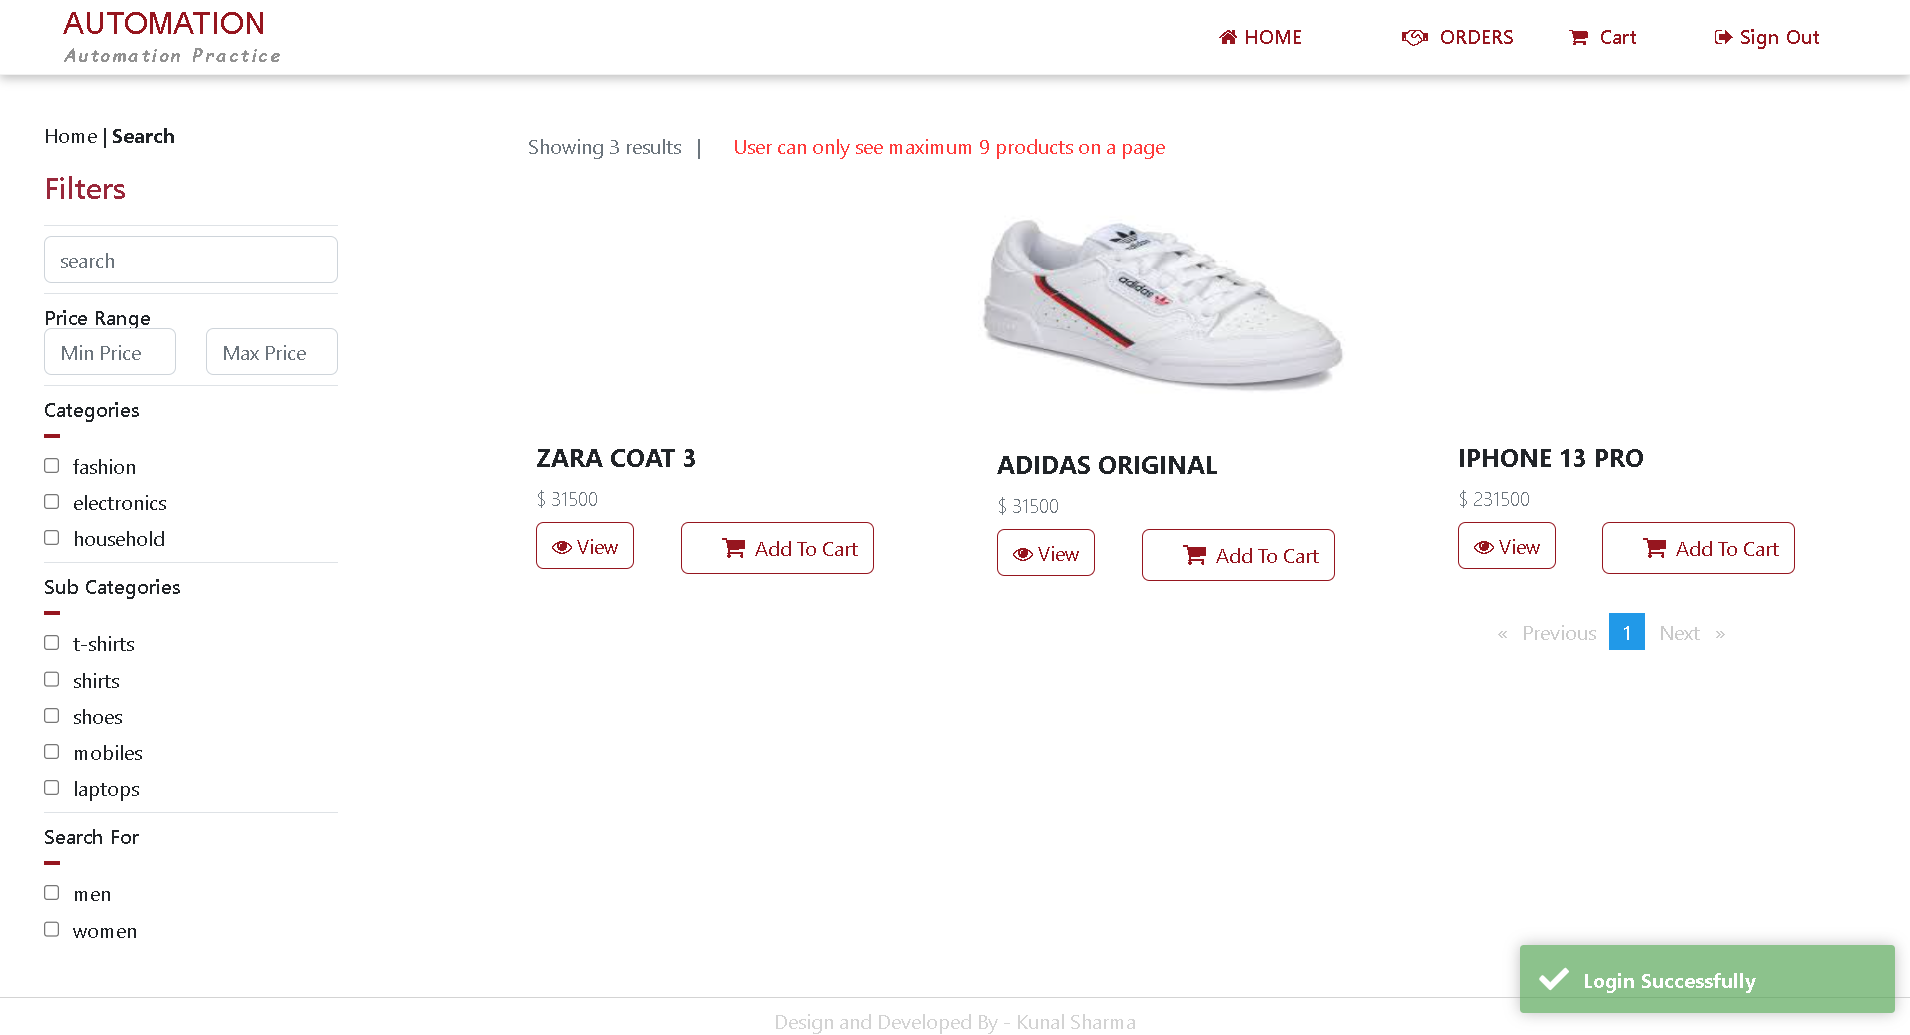 AUTOMATION
Automation Practice
HOME
ORDERS
Cart
Sign Out
Home | Search
Filters
search
Price Range
Min Price
Max Price
Categories
fashion
electronics
household
Sub Categories
t-shirts
shirts
shoes
mobiles
laptops
Search For
men
women
Showing 3 results |
User can only see maximum 9 products on a page
adidas
adidas
ZARA COAT 3
$ 31500
View
Add To Cart
ADIDAS ORIGINAL
$ 31500
View
Add To Cart
IPHONE 13 PRO
$ 231500
View
Add To Cart
« Previous 1 Next »
Login Successfully
Design and Developed By - Kunal Sharma